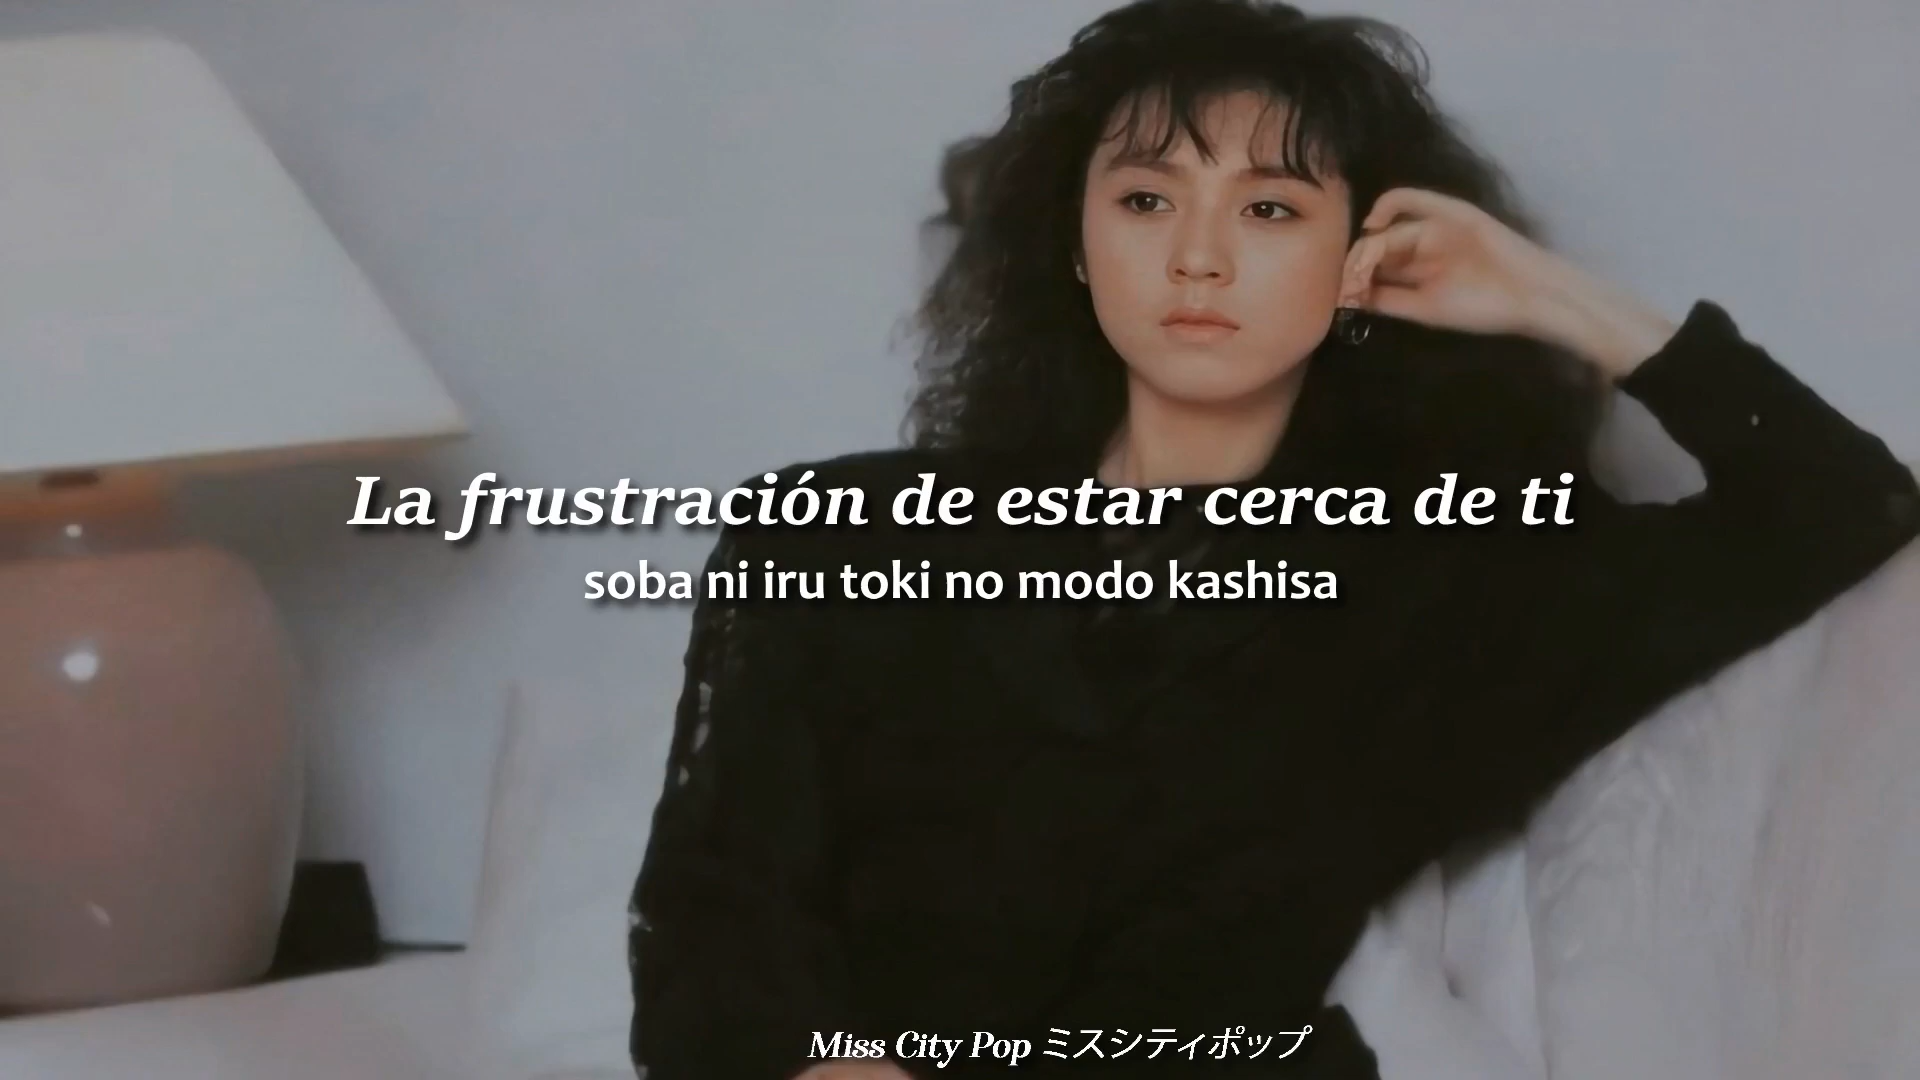 La frustración de estar cerca de ti
soba ni iru toki no modo kashisa
Miss City Pop ミスシティポップ